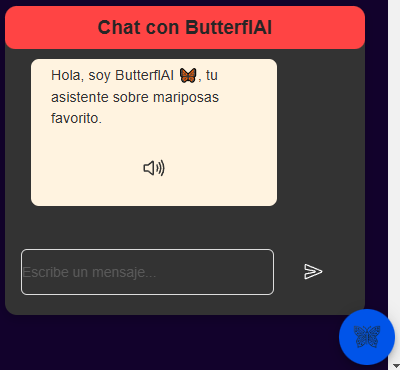 Chat con ButterflAI
Hola, soy ButterflAI 🦋, tu
asistente sobre mariposas
favorito.
Escribe un mensaje...